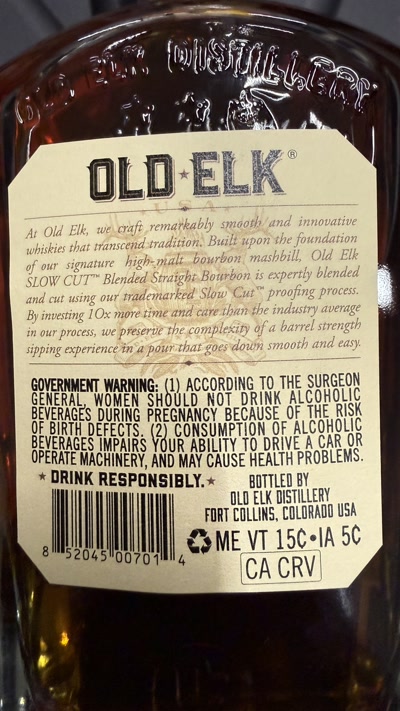 OLD ELK DISTILLERY
OLD★ELK®
At Old Elk, we craft remarkably smooth and innovative
whiskies that transcend tradition. Built upon the foundation
of our signature high-malt bourbon mashbill, Old Elk
SLOW CUT™ Blended Straight Bourbon is expertly blended
and cut using our trademarked Slow Cut™ proofing process.
By investing 10x more time and care than the industry average
in our process, we preserve the complexity of a barrel strength
sipping experience in a pour that goes down smooth and easy.
GOVERNMENT WARNING: (1) ACCORDING TO THE SURGEON
GENERAL, WOMEN SHOULD NOT DRINK ALCOHOLIC
BEVERAGES DURING PREGNANCY BECAUSE OF THE RISK
OF BIRTH DEFECTS. (2) CONSUMPTION OF ALCOHOLIC
BEVERAGES IMPAIRS YOUR ABILITY TO DRIVE A CAR OR
OPERATE MACHINERY, AND MAY CAUSE HEALTH PROBLEMS.
★ DRINK RESPONSIBLY. ★
BOTTLED BY
OLD ELK DISTILLERY
FORT COLLINS, COLORADO USA
8 52045 00701 4
ME VT 15¢•IA 5¢
CA CRV